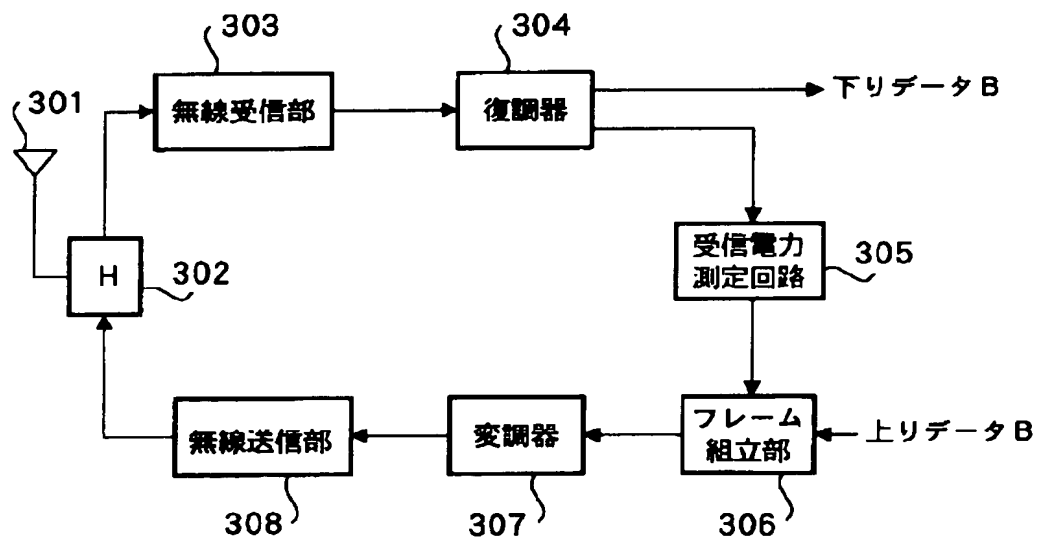 303
304
301
無線受信部
復調器
下りデータB
H
302
受信電力
測定回路
305
無線送信部
変調器
フレーム
組立部
上りデータB
308
307
306